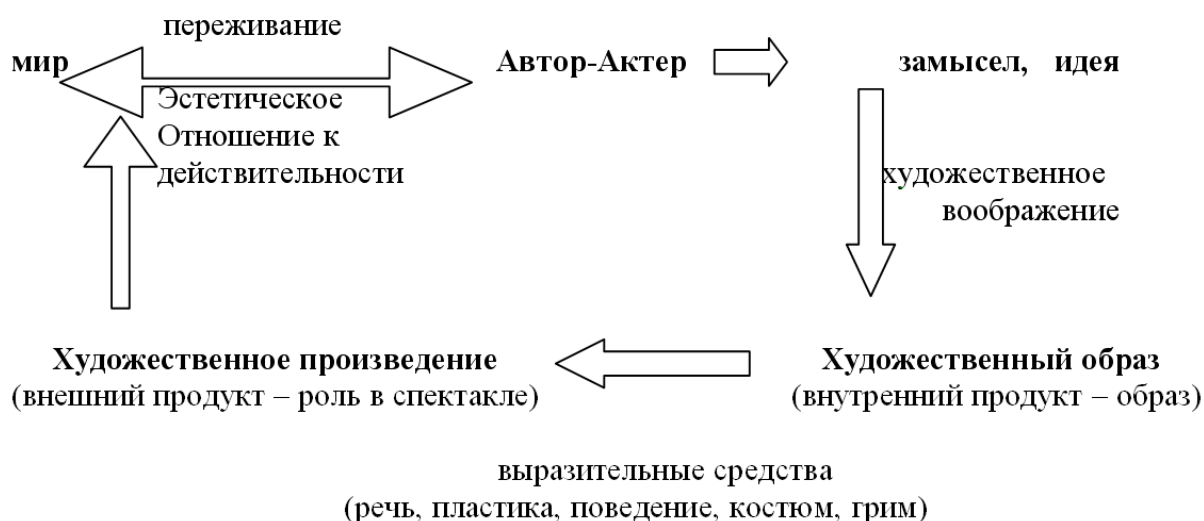 переживание
мир
Автор-Актер
замысел, идея
Эстетическое
Отношение к
действительности
художественное
воображение
Художественное произведение
(внешний продукт – роль в спектакле)
Художественный образ
(внутренний продукт – образ)
выразительные средства
(речь, пластика, поведение, костюм, грим)